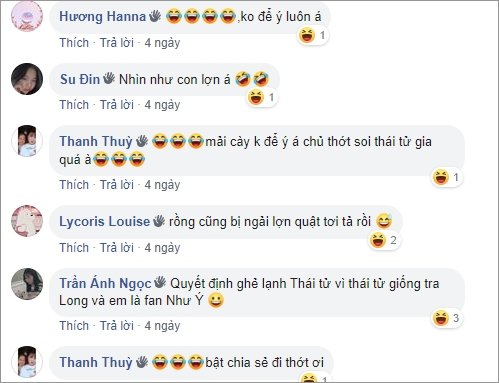 Hương Hanna 😂😂😂😂,ko để ý luôn á
1
Thích · Trả lời · 4 ngày
Su Đin Nhìn như con lợn á 🤣🤣
1
Thích · Trả lời · 4 ngày
Thanh Thuỷ 😂😂😂mải cày k để ý á chủ thớt soi thái tử gia
quá à😂😂😂
1
Thích · Trả lời · 4 ngày
Lycoris Louise rồng cũng bị ngải lợn quật tơi tả rồi 😅
2
Thích · Trả lời · 4 ngày
Trần Ánh Ngọc Quyết định ghẻ lạnh Thái tử vì thái tử giống tra
Long và em là fan Như Ý 😀
3
Thích · Trả lời · 4 ngày
Thanh Thuỷ 😂😂😂bật chia sẻ đi thớt ơi
1